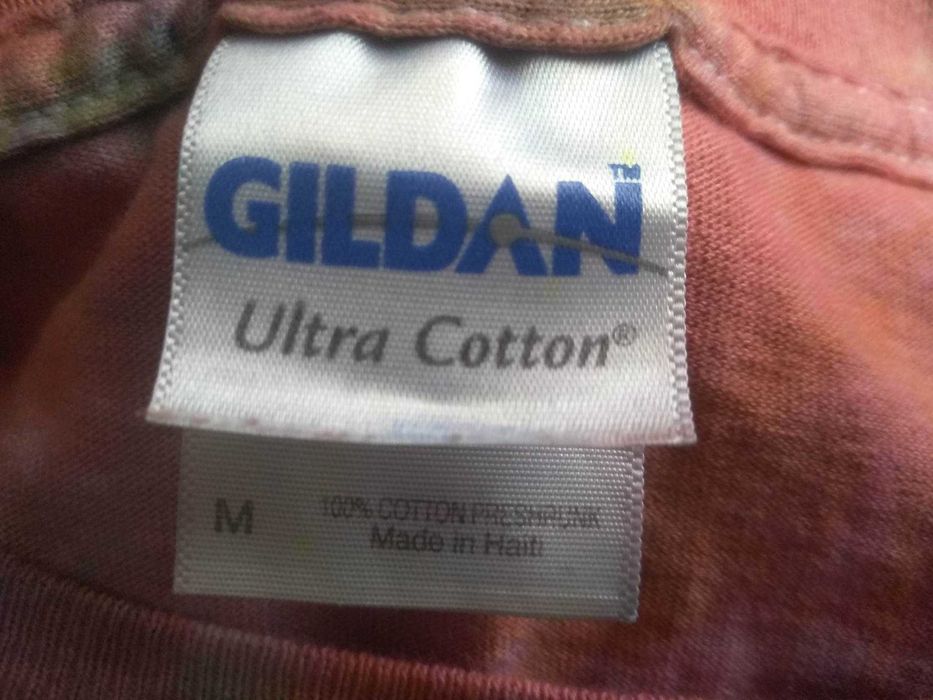 GILDAN™
Ultra Cotton®
M 100% COTTON PRESHRUNK
Made in Haiti